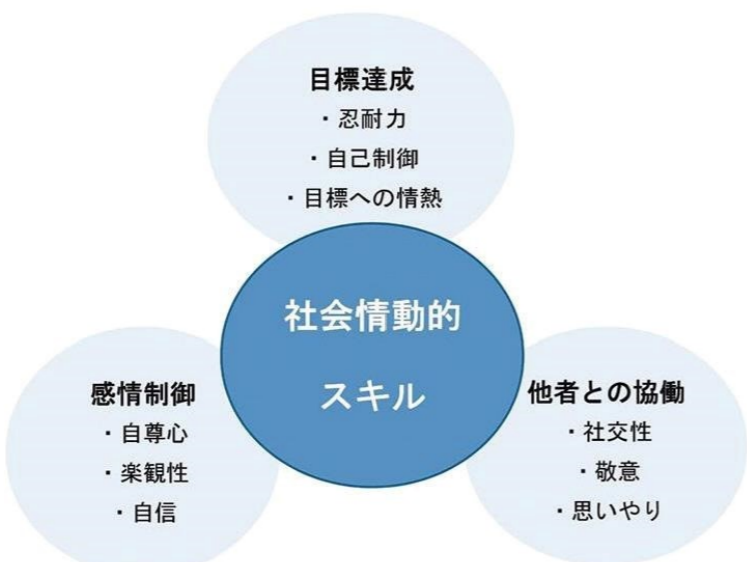 目標達成
・忍耐力
・自己制御
・目標への情熱
社会情動的
スキル
感情制御
・自尊心
・楽観性
・自信
他者との協働
・社交性
・敬意
・思いやり